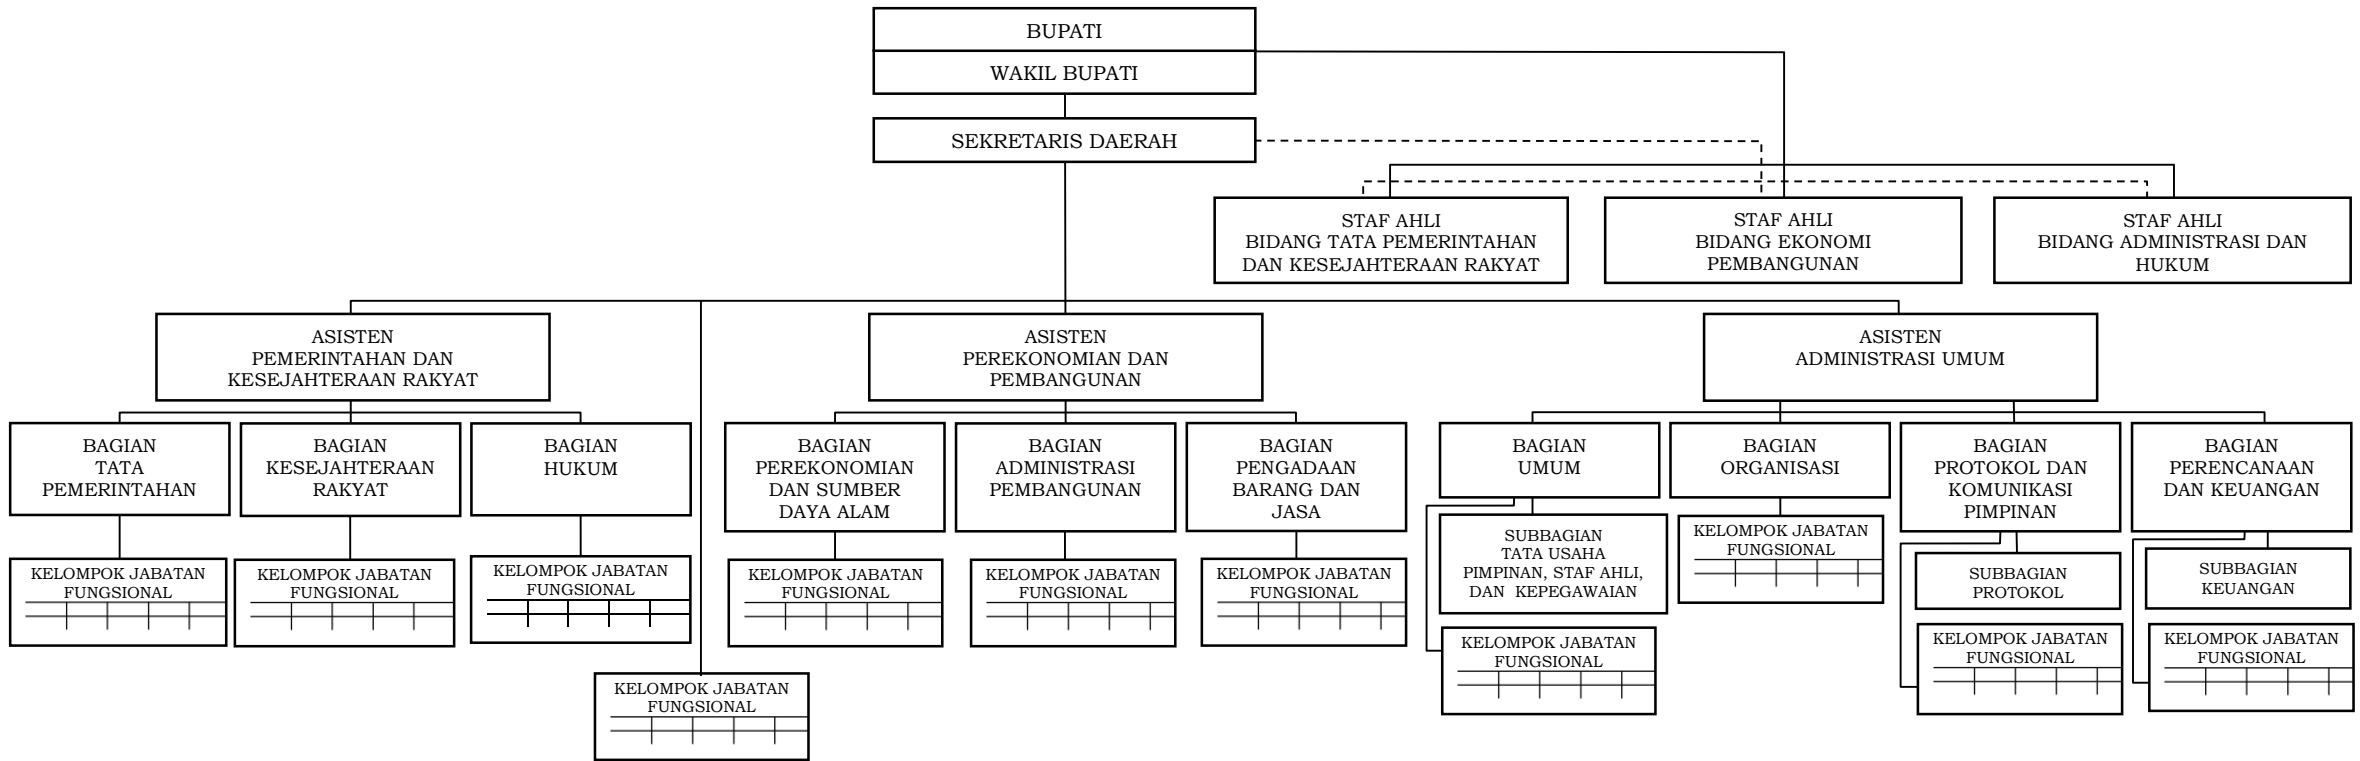 BUPATI
WAKIL BUPATI
SEKRETARIS DAERAH
STAF AHLI
BIDANG TATA PEMERINTAHAN
DAN KESEJAHTERAAN RAKYAT
STAF AHLI
BIDANG EKONOMI
PEMBANGUNAN
STAF AHLI
BIDANG ADMINISTRASI DAN
HUKUM
ASISTEN
PEMERINTAHAN DAN
KESEJAHTERAAN RAKYAT
ASISTEN
PEREKONOMIAN DAN
PEMBANGUNAN
ASISTEN
ADMINISTRASI UMUM
BAGIAN
TATA
PEMERINTAHAN
BAGIAN
KESEJAHTERAAN
RAKYAT
BAGIAN
HUKUM
BAGIAN
PEREKONOMIAN
DAN SUMBER
DAYA ALAM
BAGIAN
ADMINISTRASI
PEMBANGUNAN
BAGIAN
PENGADAAN
BARANG DAN
JASA
BAGIAN
UMUM
BAGIAN
ORGANISASI
BAGIAN
PROTOKOL DAN
KOMUNIKASI
PIMPINAN
BAGIAN
PERENCANAAN
DAN KEUANGAN
KELOMPOK JABATAN
FUNGSIONAL
KELOMPOK JABATAN
FUNGSIONAL
KELOMPOK JABATAN
FUNGSIONAL
KELOMPOK JABATAN
FUNGSIONAL
KELOMPOK JABATAN
FUNGSIONAL
KELOMPOK JABATAN
FUNGSIONAL
SUBBAGIAN
TATA USAHA
PIMPINAN, STAF AHLI,
DAN KEPEGAWAIAN
KELOMPOK JABATAN
FUNGSIONAL
SUBBAGIAN
PROTOKOL
SUBBAGIAN
KEUANGAN
KELOMPOK JABATAN
FUNGSIONAL
KELOMPOK JABATAN
FUNGSIONAL
KELOMPOK JABATAN
FUNGSIONAL
KELOMPOK JABATAN
FUNGSIONAL